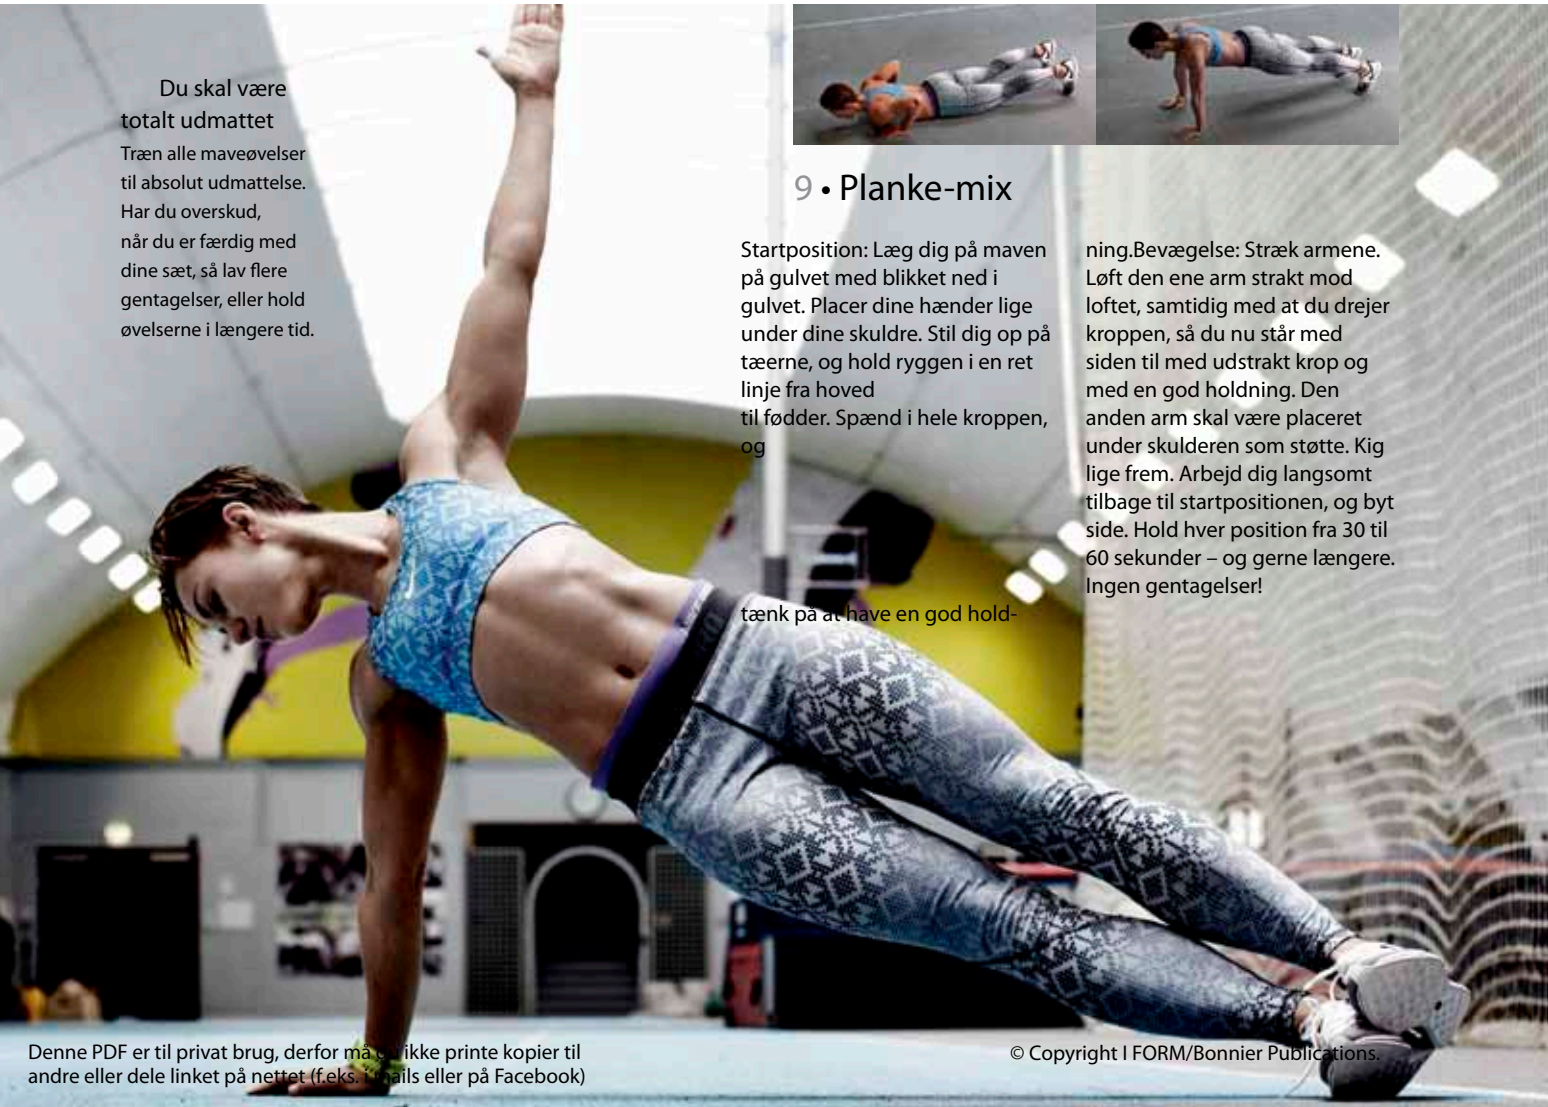 Du skal være
totalt udmattet
Træn alle maveøvelser
til absolut udmattelse.
Har du overskud,
når du er færdig med
dine sæt, så lav flere
gentagelser, eller hold
øvelserne i længere tid.
9 • Planke-mix
Startposition: Læg dig på maven
på gulvet med blikket ned i
gulvet. Placer dine hænder lige
under dine skuldre. Stil dig op på
tæerne, og hold ryggen i en ret
linje fra hoved
til fødder. Spænd i hele kroppen,
og
tænk på at have en god hold-
ning.Bevægelse: Stræk armene.
Løft den ene arm strakt mod
loftet, samtidig med at du drejer
kroppen, så du nu står med
siden til med udstrakt krop og
med en god holdning. Den
anden arm skal være placeret
under skulderen som støtte. Kig
lige frem. Arbejd dig langsomt
tilbage til startpositionen, og byt
side. Hold hver position fra 30 til
60 sekunder – og gerne længere.
Ingen gentagelser!
Denne PDF er til privat brug, derfor må du ikke printe kopier til
andre eller dele linket på nettet (f.eks. i mails eller på Facebook)
© Copyright I FORM/Bonnier Publications.